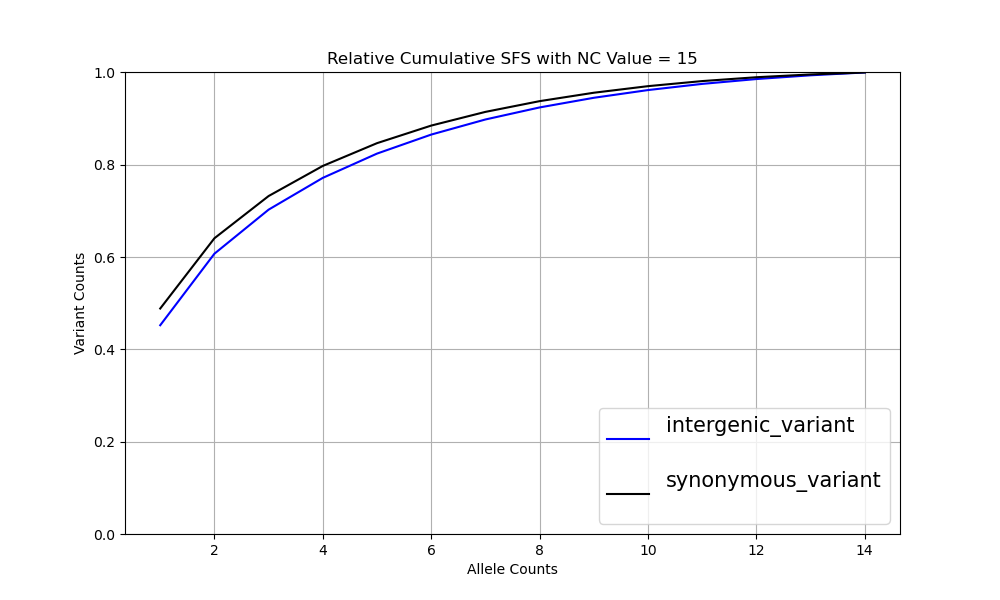 Relative Cumulative SFS with NC Value = 15
1.0
0.8
0.6
0.4
0.2
0.0
Variant Counts
intergenic_variant
synonymous_variant
2 4 6 8 10 12 14
Allele Counts